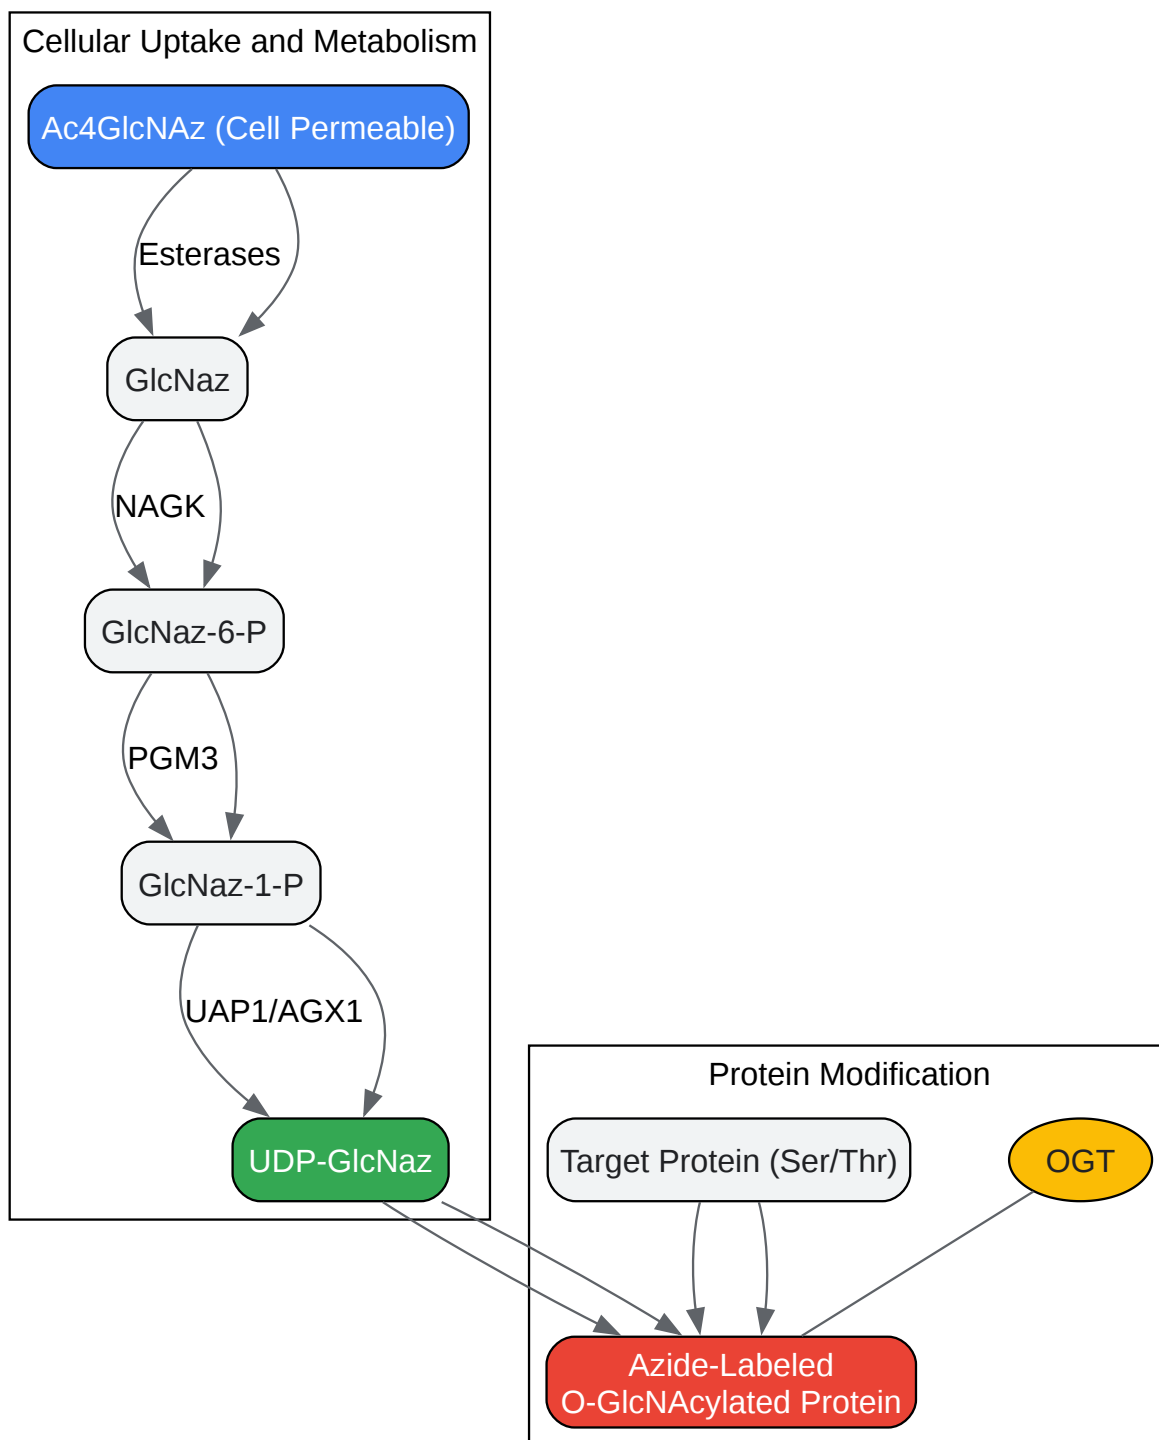 Cellular Uptake and Metabolism
Ac4GlcNAz (Cell Permeable)
Esterases
GlcNaz
NAGK
GlcNaz-6-P
PGM3
GlcNaz-1-P
UAP1/AGX1
UDP-GlcNaz
Protein Modification
Target Protein (Ser/Thr)
OGT
Azide-Labeled
O-GlcNAcylated Protein